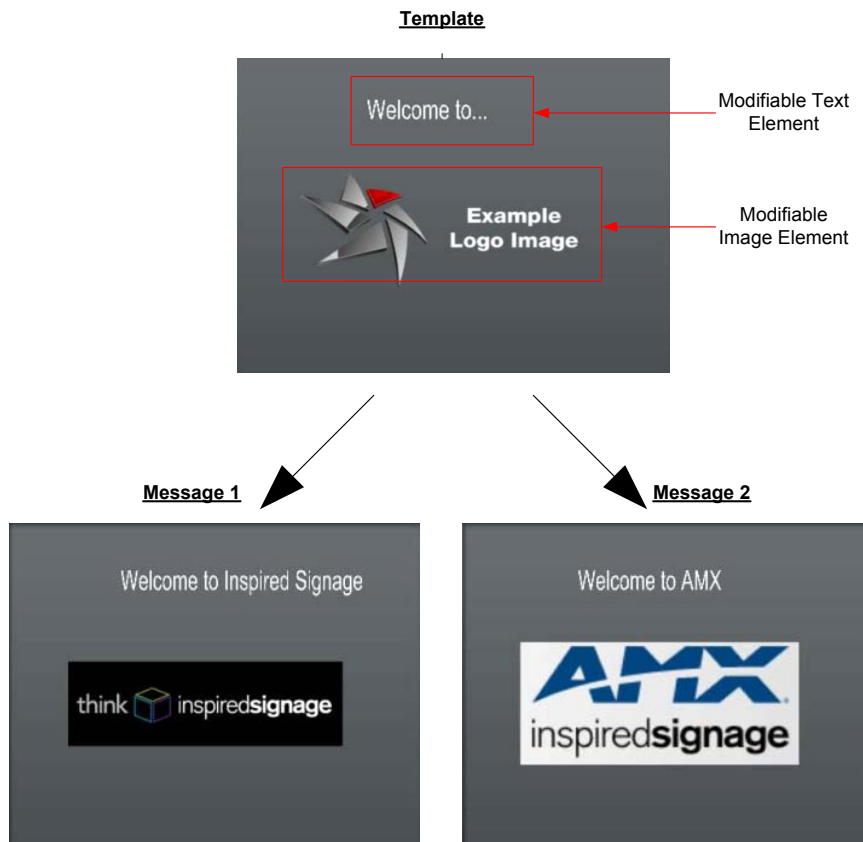 Template
Welcome to...
Modifiable Text
Element
Example
Logo Image
Modifiable
Image Element
Message 1
Message 2
Welcome to Inspired Signage
think inspiredsignage
Welcome to AMX
AMX
inspiredsignage